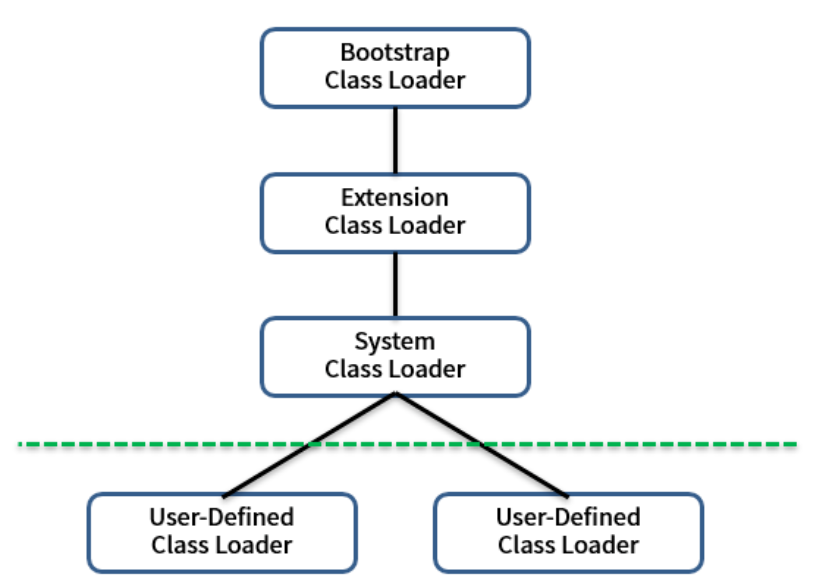 Bootstrap
Class Loader
Extension
Class Loader
System
Class Loader
User-Defined
Class Loader
User-Defined
Class Loader